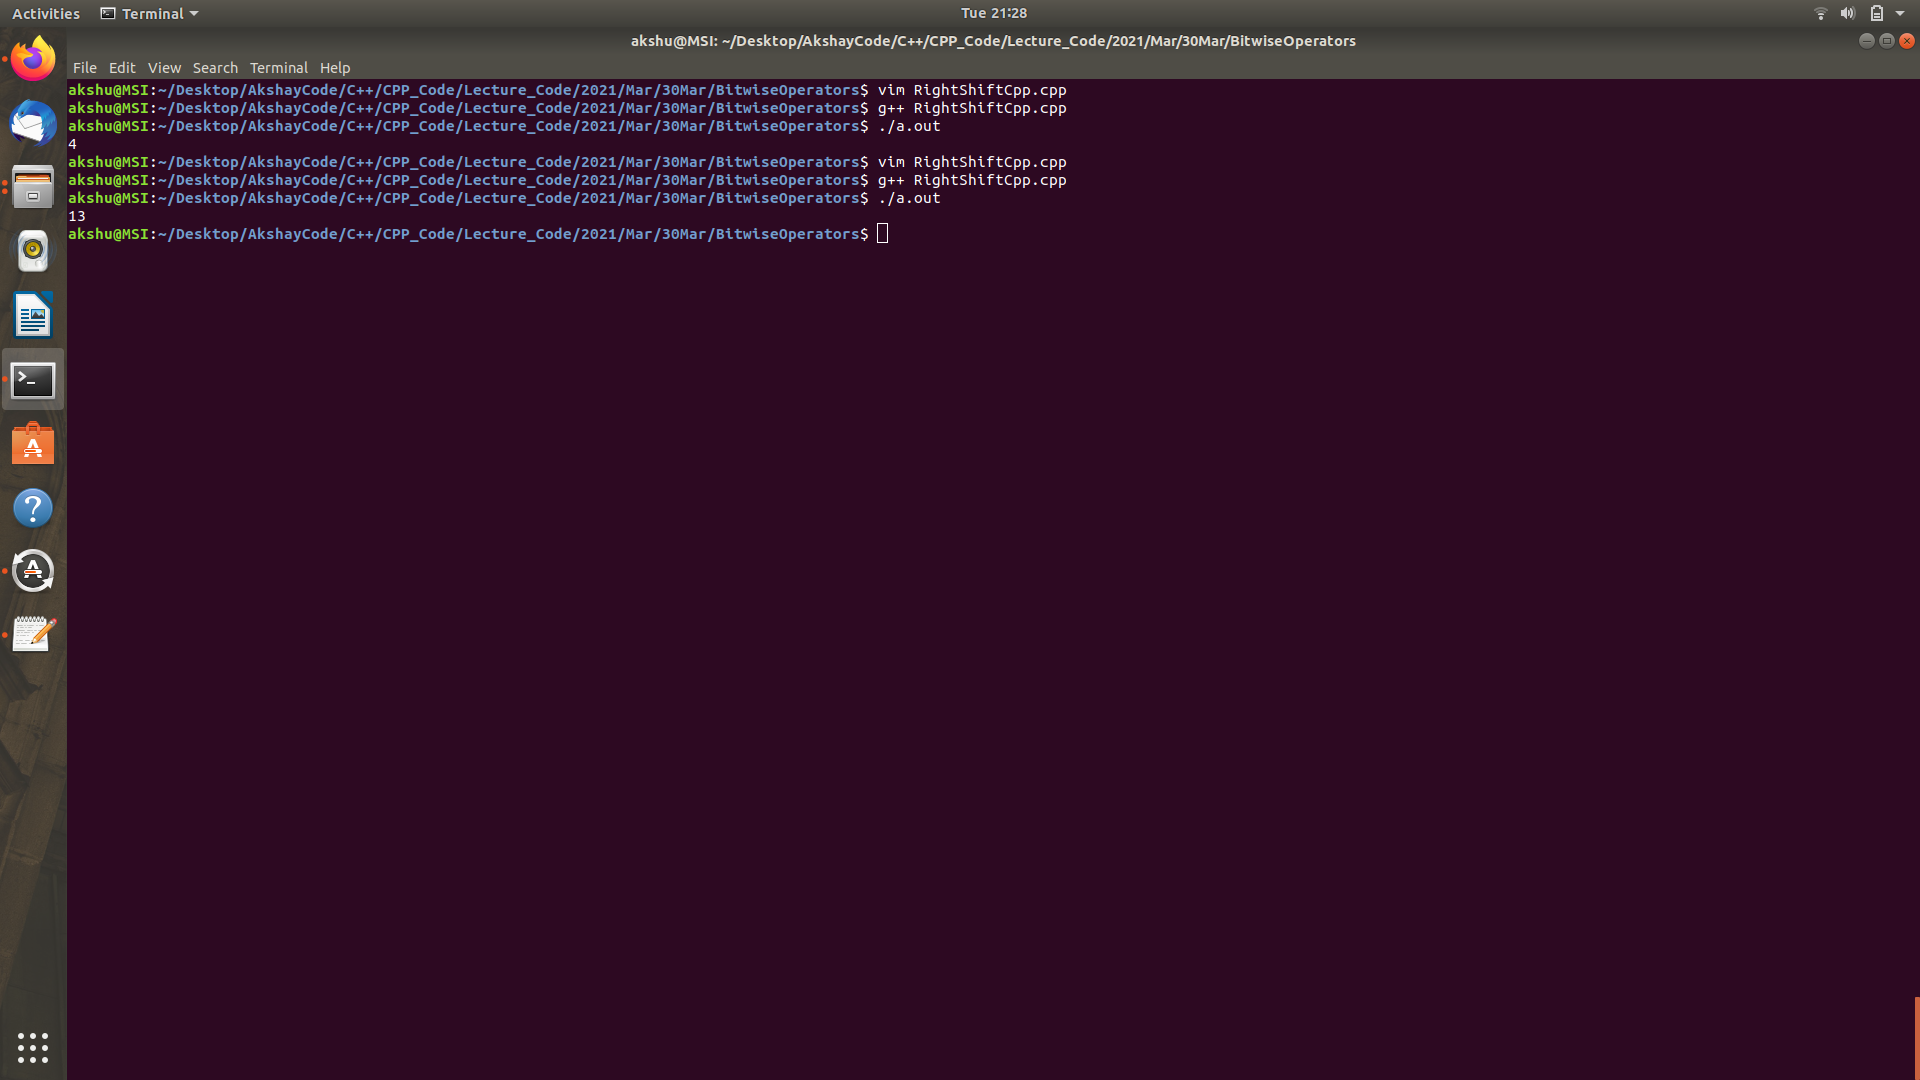 Activities Terminal Tue 21:28
akshu@MSI: ~/Desktop/AkshayCode/C++/CPP_Code/Lecture_Code/2021/Mar/30Mar/BitwiseOperators
File Edit View Search Terminal Help
akshu@MSI:~/Desktop/AkshayCode/C++/CPP_Code/Lecture_Code/2021/Mar/30Mar/BitwiseOperators$ vim RightShiftCpp.cpp
akshu@MSI:~/Desktop/AkshayCode/C++/CPP_Code/Lecture_Code/2021/Mar/30Mar/BitwiseOperators$ g++ RightShiftCpp.cpp
akshu@MSI:~/Desktop/AkshayCode/C++/CPP_Code/Lecture_Code/2021/Mar/30Mar/BitwiseOperators$ ./a.out
4
akshu@MSI:~/Desktop/AkshayCode/C++/CPP_Code/Lecture_Code/2021/Mar/30Mar/BitwiseOperators$ vim RightShiftCpp.cpp
akshu@MSI:~/Desktop/AkshayCode/C++/CPP_Code/Lecture_Code/2021/Mar/30Mar/BitwiseOperators$ g++ RightShiftCpp.cpp
akshu@MSI:~/Desktop/AkshayCode/C++/CPP_Code/Lecture_Code/2021/Mar/30Mar/BitwiseOperators$ ./a.out
13
akshu@MSI:~/Desktop/AkshayCode/C++/CPP_Code/Lecture_Code/2021/Mar/30Mar/BitwiseOperators$